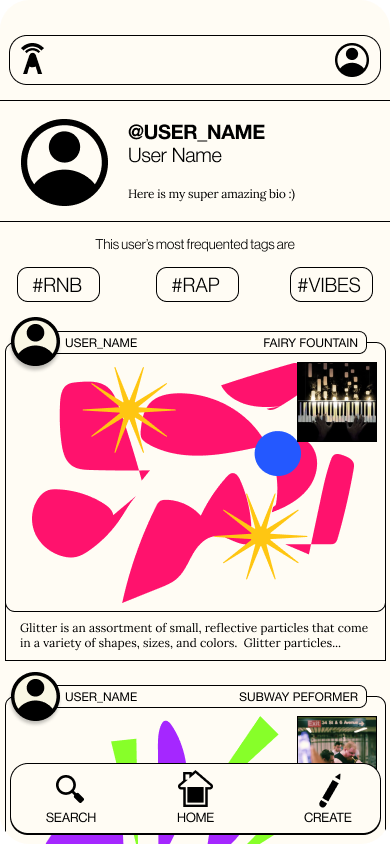 @USER_NAME
User Name
Here is my super amazing bio :)
This user's most frequented tags are
#RNB
#RAP
#VIBES
USER_NAME
FAIRY FOUNTAIN
Glitter is an assortment of small, reflective particles that come
in a variety of shapes, sizes, and colors.  Glitter particles...
USER_NAME
SUBWAY PEFORMER
Exit
SEARCH
HOME
CREATE